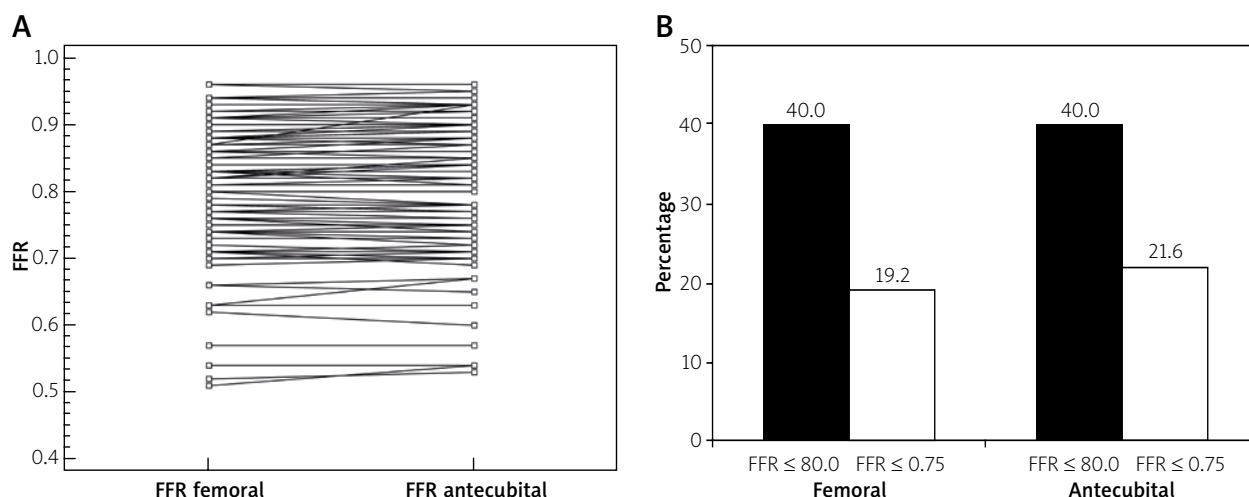 A
1.0
0.9
0.8
0.7
0.6
0.5
0.4
FFR
FFR femoral
FFR antecubital
B
50
40
30
20
10
0
Percentage
40.0
19.2
40.0
21.6
FFR ≤ 80.0
FFR ≤ 0.75
FFR ≤ 80.0
FFR ≤ 0.75
Femoral
Antecubital